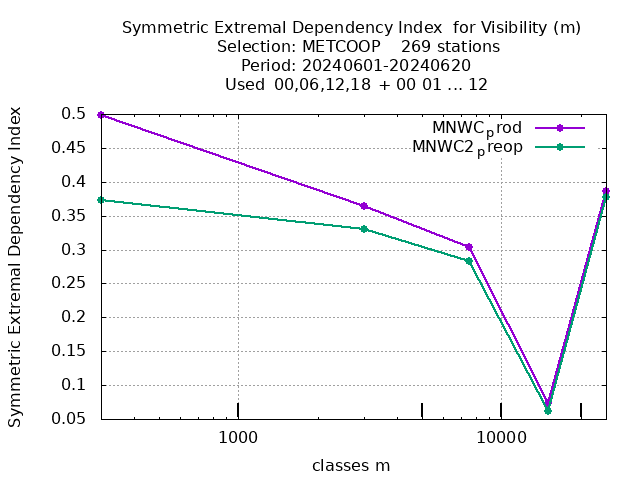 Symmetric Extremal Dependency Index  for Visibility (m)
Selection: METCOOP    269 stations
Period: 20240601-20240620
Used  00,06,12,18 + 00 01 ... 12
MNWCprod
MNWC2preop
Symmetric Extremal Dependency Index
0.5
0.45
0.4
0.35
0.3
0.25
0.2
0.15
0.1
0.05
1000 10000
classes m